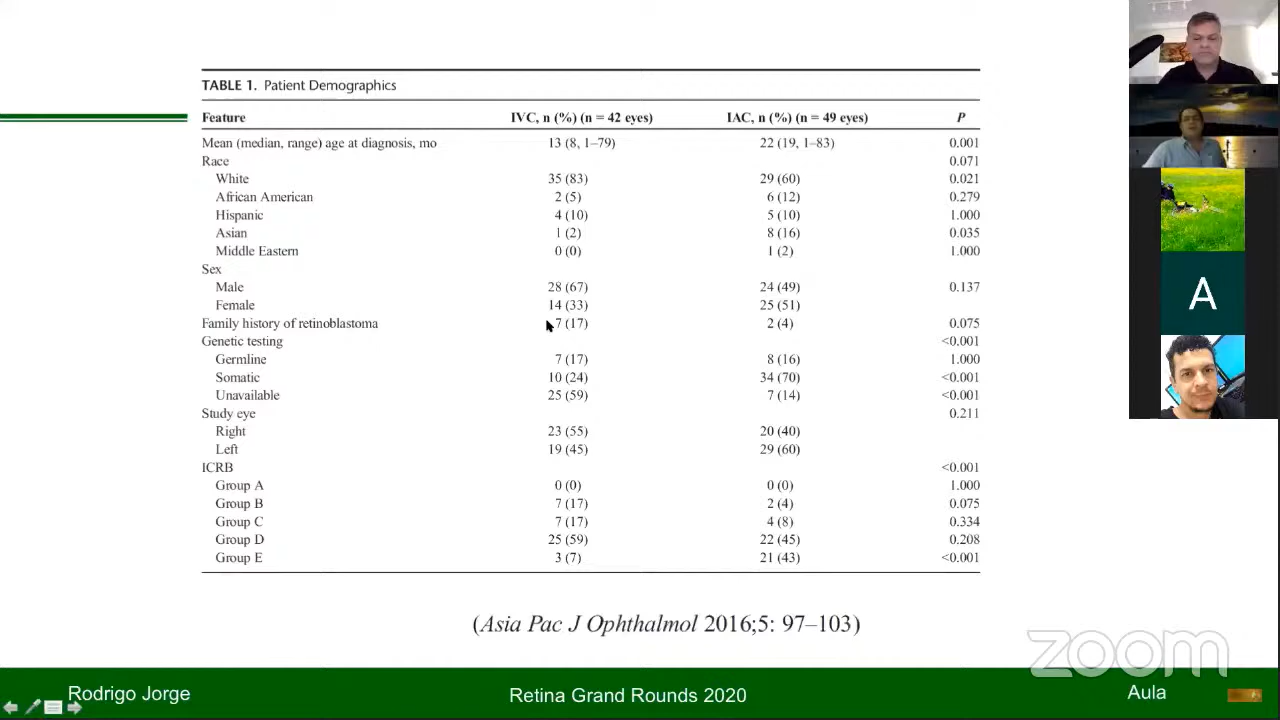 TABLE 1. Patient Demographics
Feature IVC, n (%) (n = 42 eyes) IAC, n (%) (n = 49 eyes) P
Mean (median, range) age at diagnosis, mo 13 (8, 1–79) 22 (19, 1–83) 0.001
Race 0.071
White 35 (83) 29 (60) 0.021
African American 2 (5) 6 (12) 0.279
Hispanic 4 (10) 5 (10) 1.000
Asian 1 (2) 8 (16) 0.035
Middle Eastern 0 (0) 1 (2) 1.000
Sex
Male 28 (67) 24 (49) 0.137
Female 14 (33) 25 (51)
Family history of retinoblastoma 7 (17) 2 (4) 0.075
Genetic testing <0.001
Germline 7 (17) 8 (16) 1.000
Somatic 10 (24) 34 (70) <0.001
Unavailable 25 (59) 7 (14) <0.001
Study eye 0.211
Right 23 (55) 20 (40)
Left 19 (45) 29 (60)
ICRB <0.001
Group A 0 (0) 0 (0) 1.000
Group B 7 (17) 2 (4) 0.075
Group C 7 (17) 4 (8) 0.334
Group D 25 (59) 22 (45) 0.208
Group E 3 (7) 21 (43) <0.001
(Asia Pac J Ophthalmol 2016;5: 97–103)
A
zoom
Rodrigo Jorge Retina Grand Rounds 2020 Aula